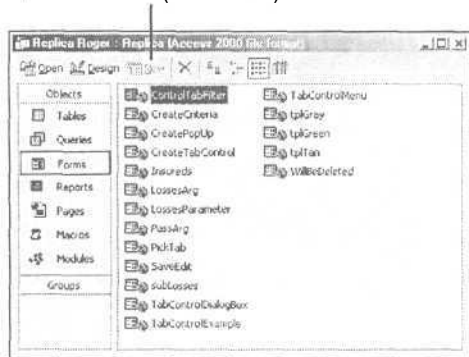 Replica Roger : Replica (Access 2000 file format)
Open Design New
Objects
Tables
Queries
Forms
Reports
Pages
Macros
Modules
Groups
ControlTabFilter
CreateCriteria
CreatePopUp
CreateTabControl
Insureds
LossesArg
LossesParameter
PassArg
PickTab
SaveEdit
subLosses
TabControlDialogBox
TabControlExample
TabControlMenu
tplGray
tplGreen
tplTan
WillBeDeleted